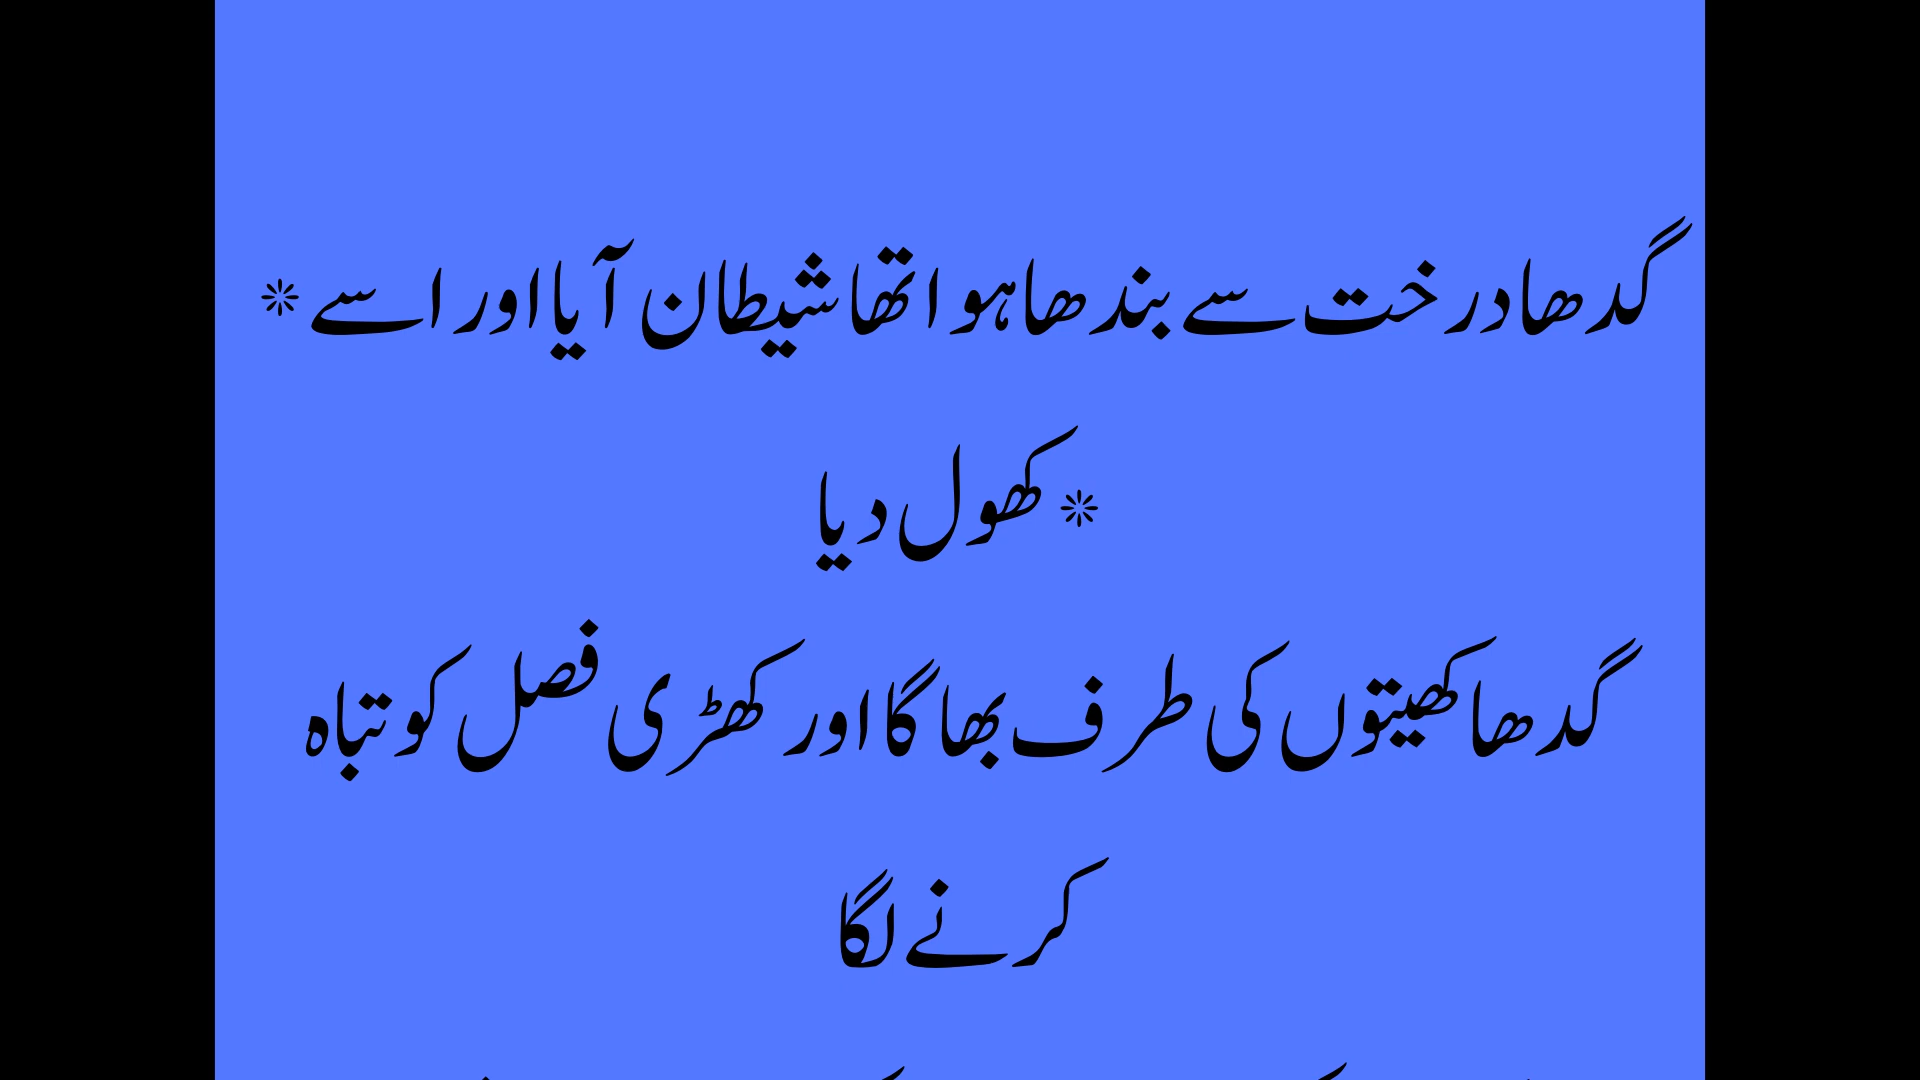 گدھا درخت سے بندھا ہوا تھا شیطان آیا اور اسے*
*کھول دیا
گدھا کھیتوں کی طرف بھاگا اور کھڑی فصل کو تباہ
کرنے لگا